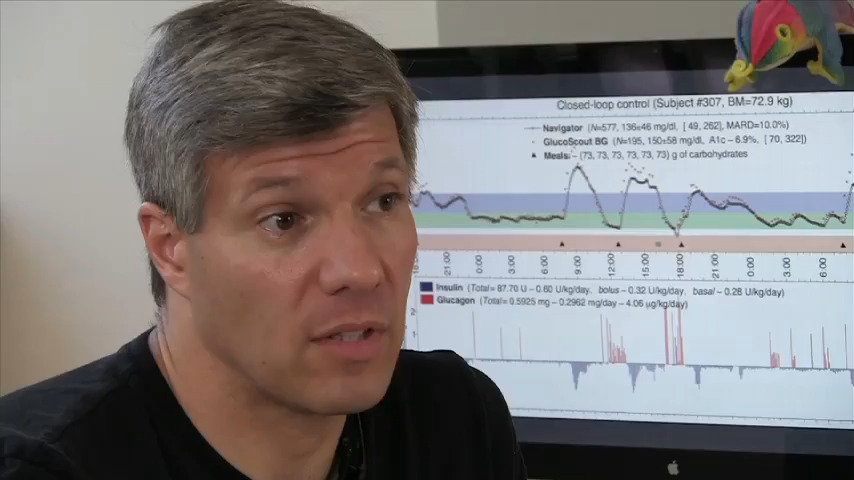 Closed-loop control (Subject #307, BM=72.9 kg)
Navigator (N=577, 136±46 mg/dl, [ 49, 262], MARD=10.0%)
GlucoScout BG (N=195, 150±58 mg/dl, A1c – 6.9%, [ 70, 322])
Meals – (73, 73, 73, 73, 73, 73) g of carbohydrates
21:00 0:00 3:00 6:00 9:00 12:00 15:00 18:00 21:00 0:00 3:00 6:00
Insulin (Total= 87.70 U – 0.60 U/kg/day, bolus – 0.32 U/kg/day, basal – 0.28 U/kg/day)
Glucagon (Total= 0.5925 mg – 0.2962 mg/day – 4.06 µg/kg/day)
2
1